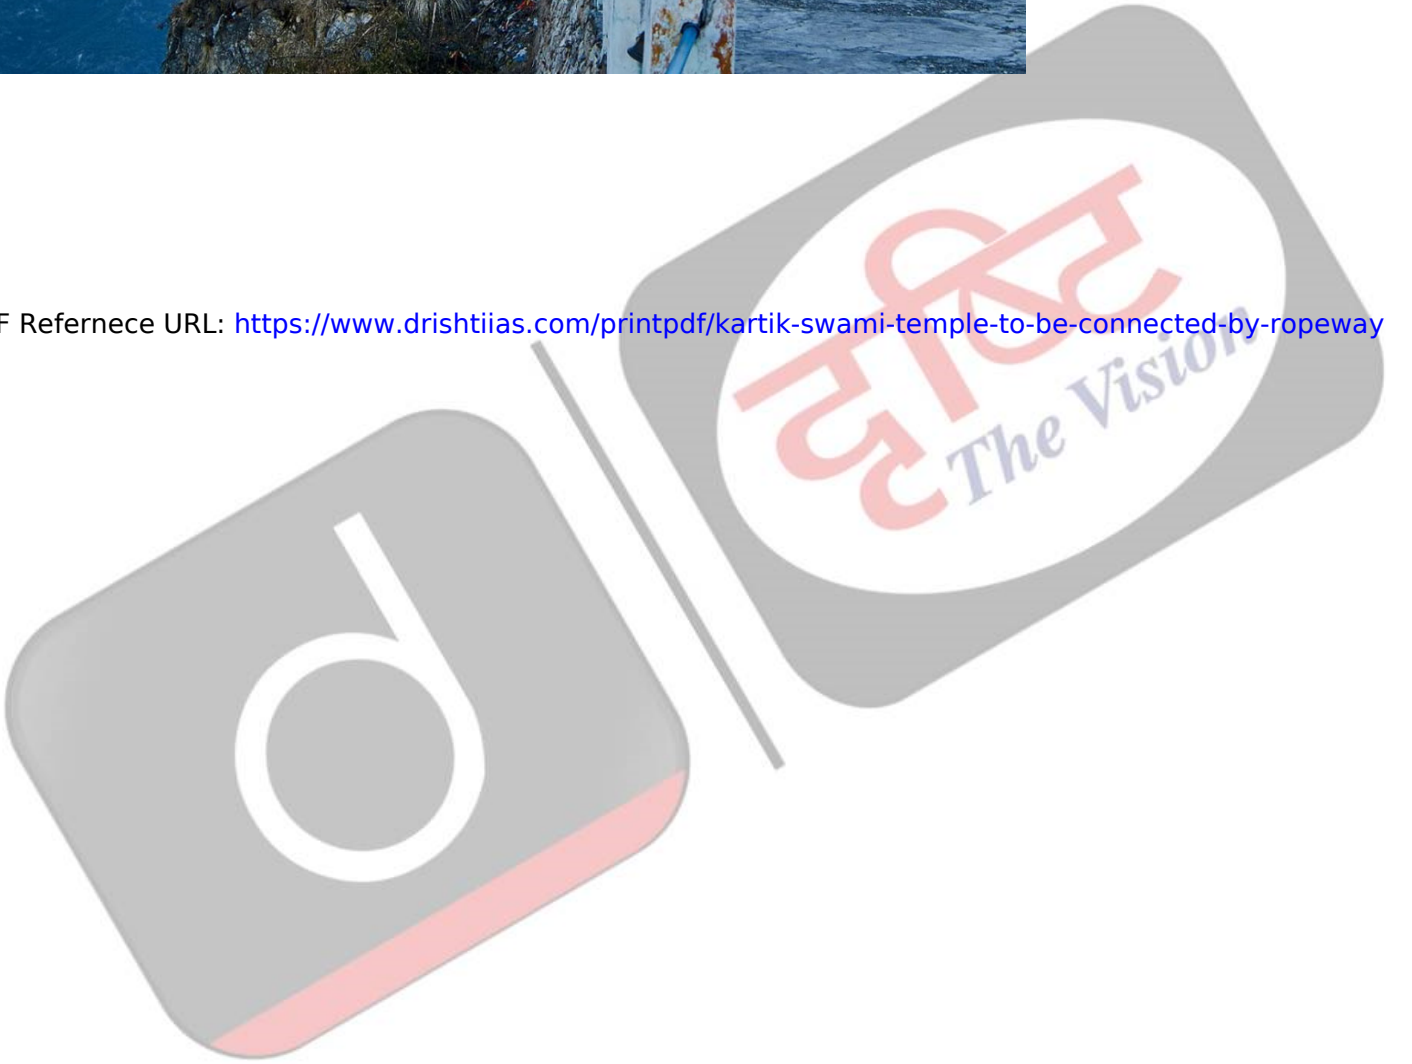 F Refernece URL: https://www.drishtiias.com/printpdf/kartik-swami-temple-to-be-connected-by-ropeway
दृष्टि
The Vision
d